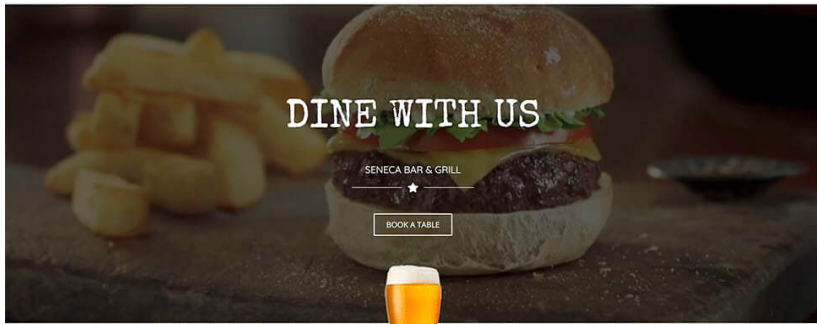 DINE WITH US
SENECA BAR & GRILL
BOOK A TABLE